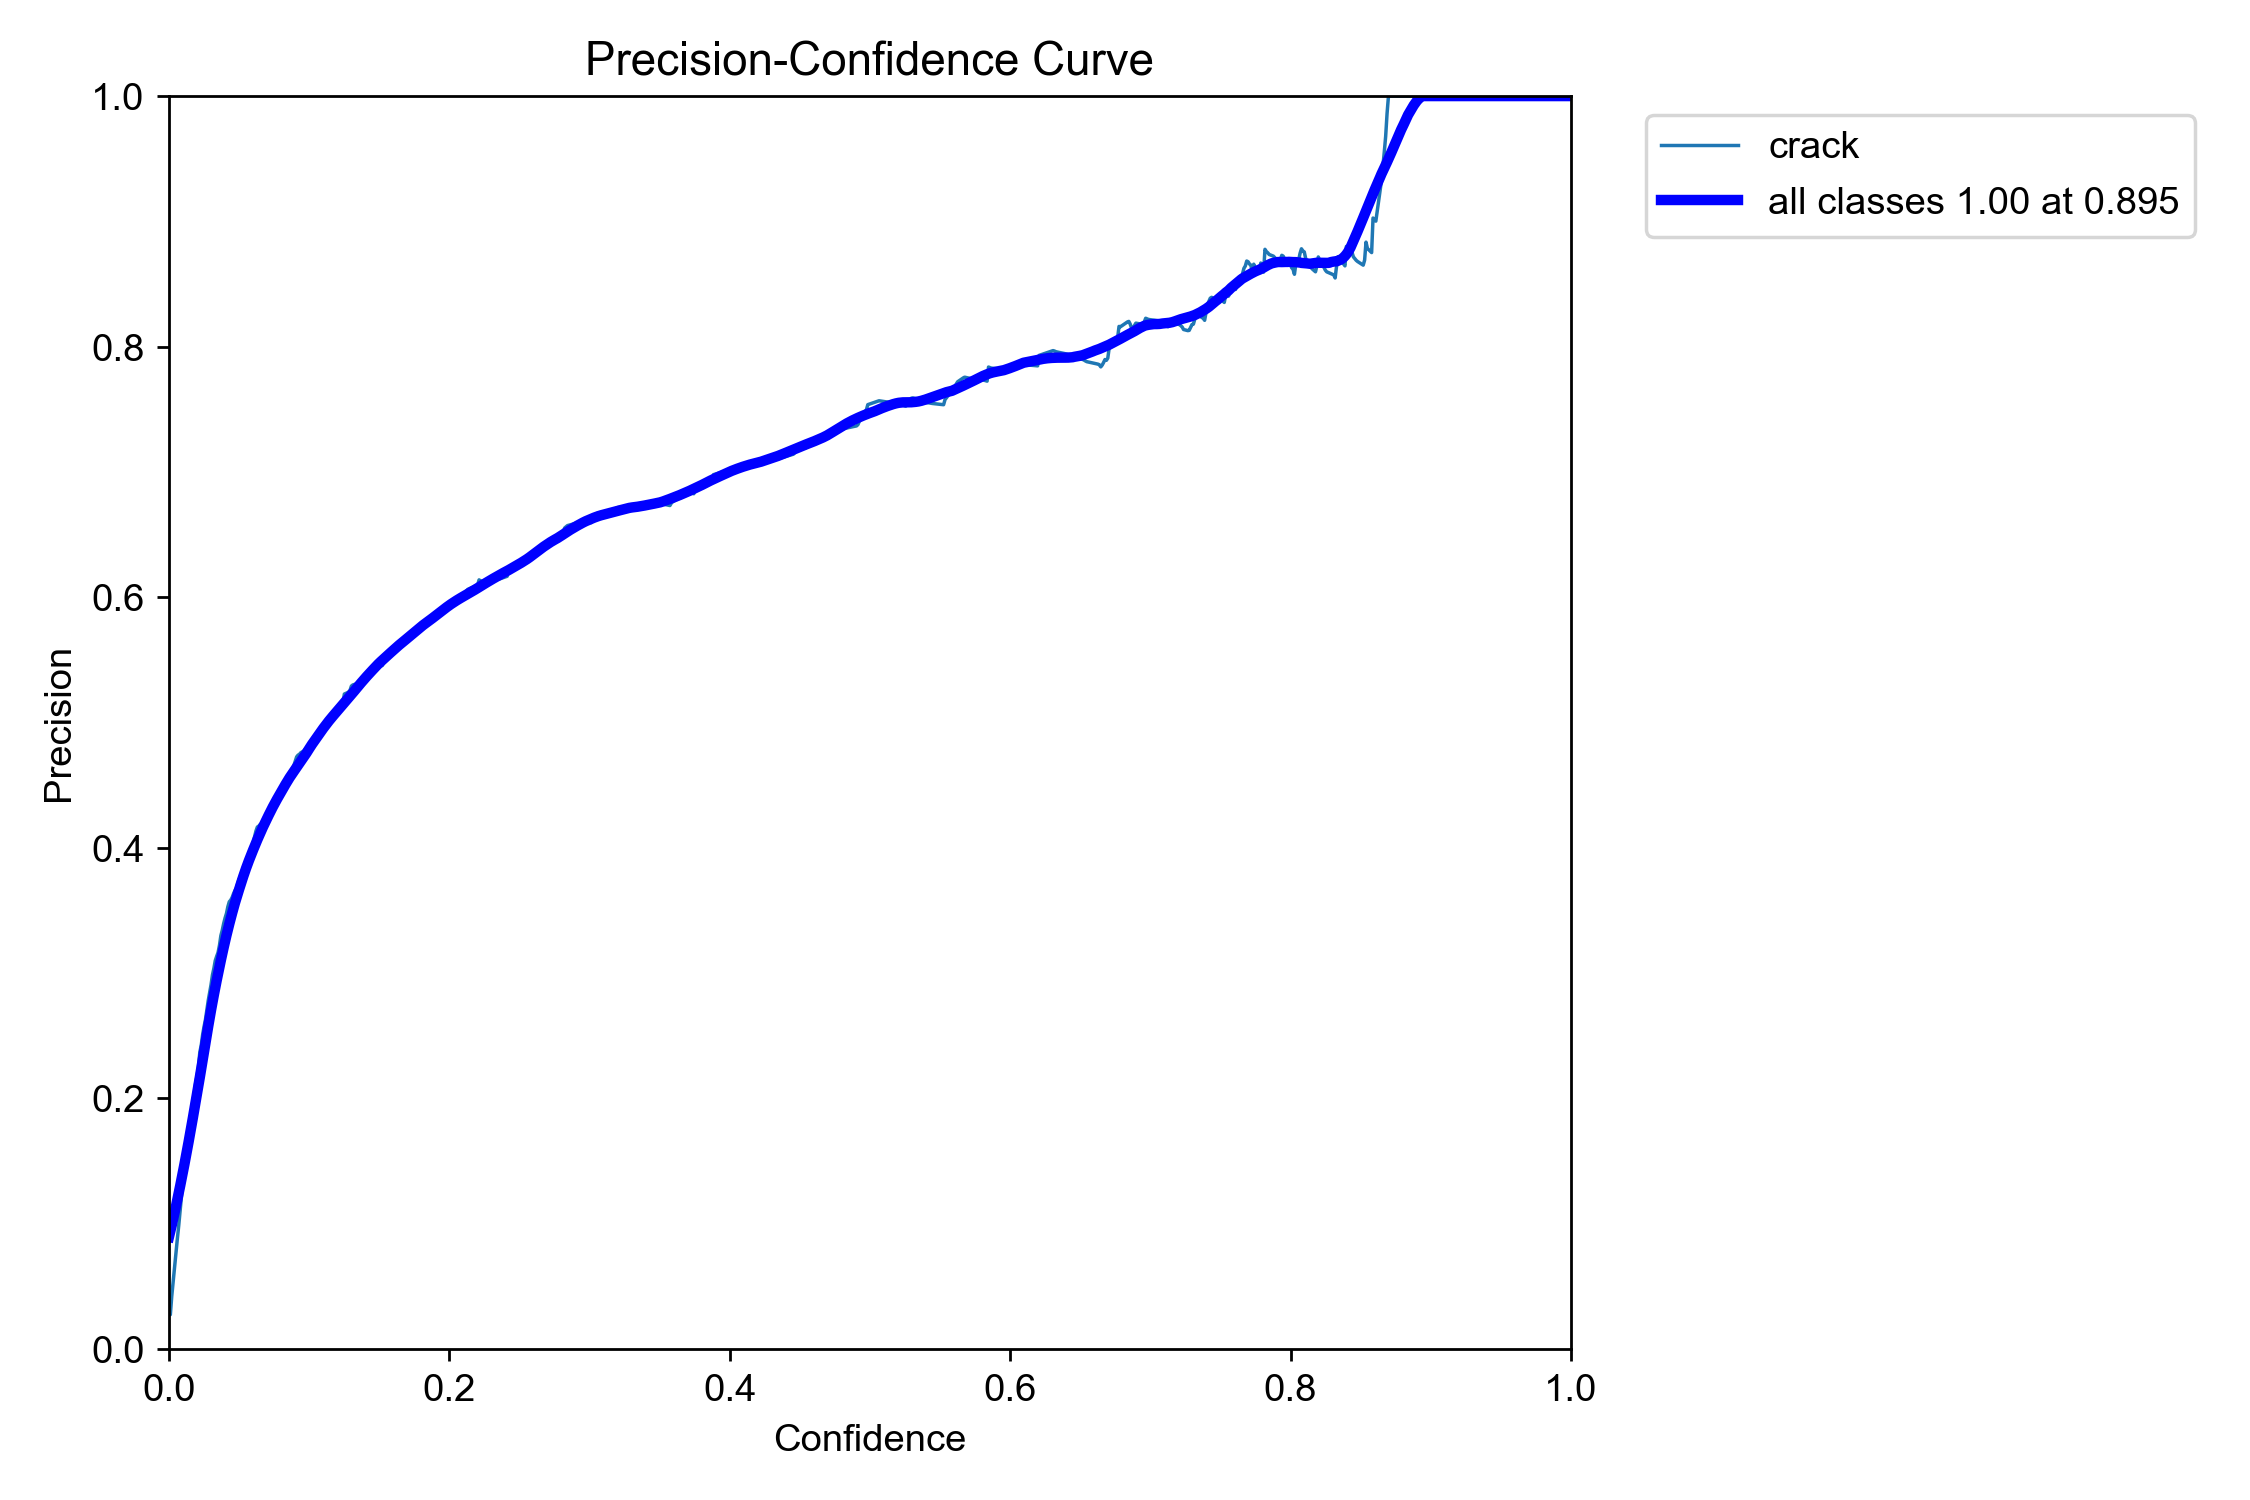 Precision-Confidence Curve
crack
all classes 1.00 at 0.895
Precision
1.0
0.8
0.6
0.4
0.2
0.0
0.0 0.2 0.4 0.6 0.8 1.0
Confidence